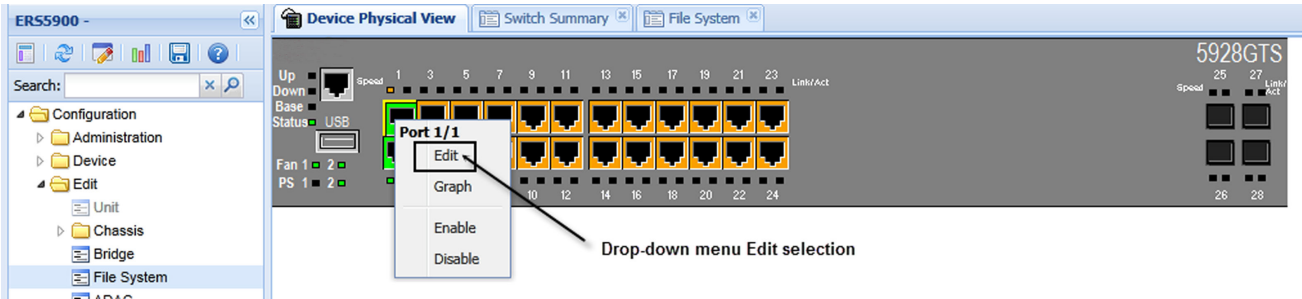 ERS5900 -
Device Physical View
Switch Summary
File System
Search:
Configuration
Administration
Device
Edit
Unit
Chassis
Bridge
File System
ADAC
5928GTS
Up
Down
Base
Status
USB
Fan 1 2
PS 1 2
Speed 1 3 5 7 9 11 13 15 17 19 21 23 Link/Act
Speed 25 27 Link/Act
Port 1/1
Edit
Graph
Enable
Disable
10 12 14 16 18 20 22 24
26 28
Drop-down menu Edit selection